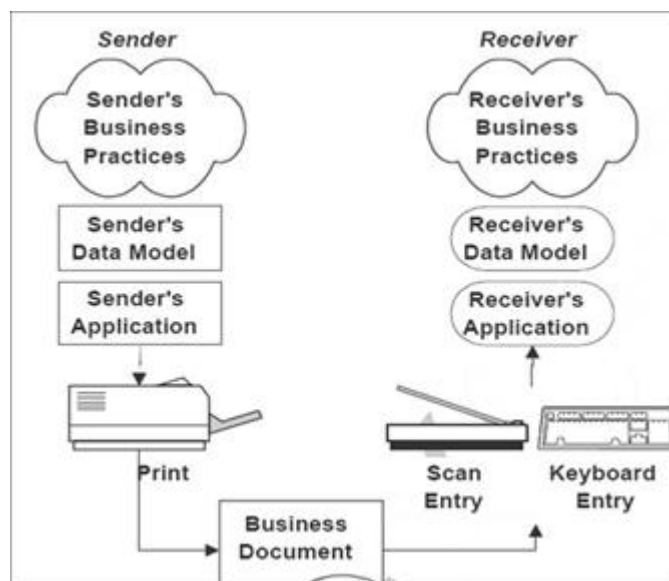 Sender
Sender's
Business
Practices
Sender's
Data Model
Sender's
Application
Print
Business
Document
Receiver
Receiver's
Business
Practices
Receiver's
Data Model
Receiver's
Application
Scan
Entry
Keyboard
Entry